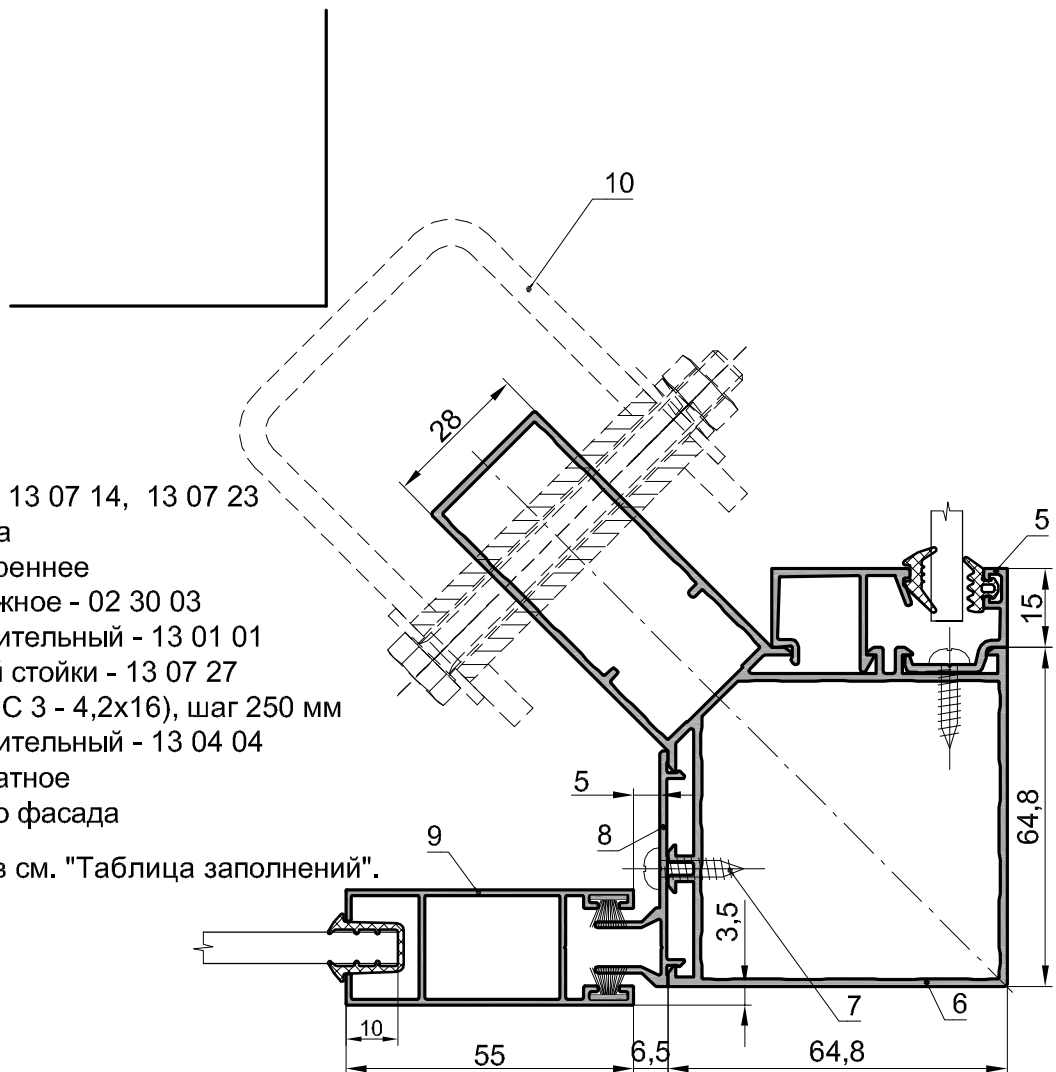 10
28
13 07 14, 13 07 23
а
реннее
жное - 02 30 03
ительный - 13 01 01
й стойки - 13 07 27
С 3 - 4,2х16), шаг 250 мм
ительный - 13 04 04
атное
о фасада
в см. "Таблица заполнений".
5
15
64,8
5
8
9
3,5
7
6
10
55
6,5
64,8